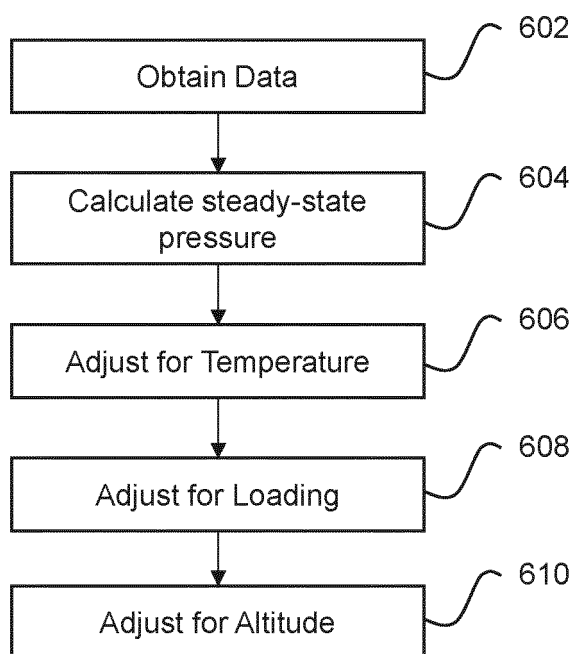 602
Obtain Data
604
Calculate steady-state
pressure
606
Adjust for Temperature
608
Adjust for Loading
610
Adjust for Altitude